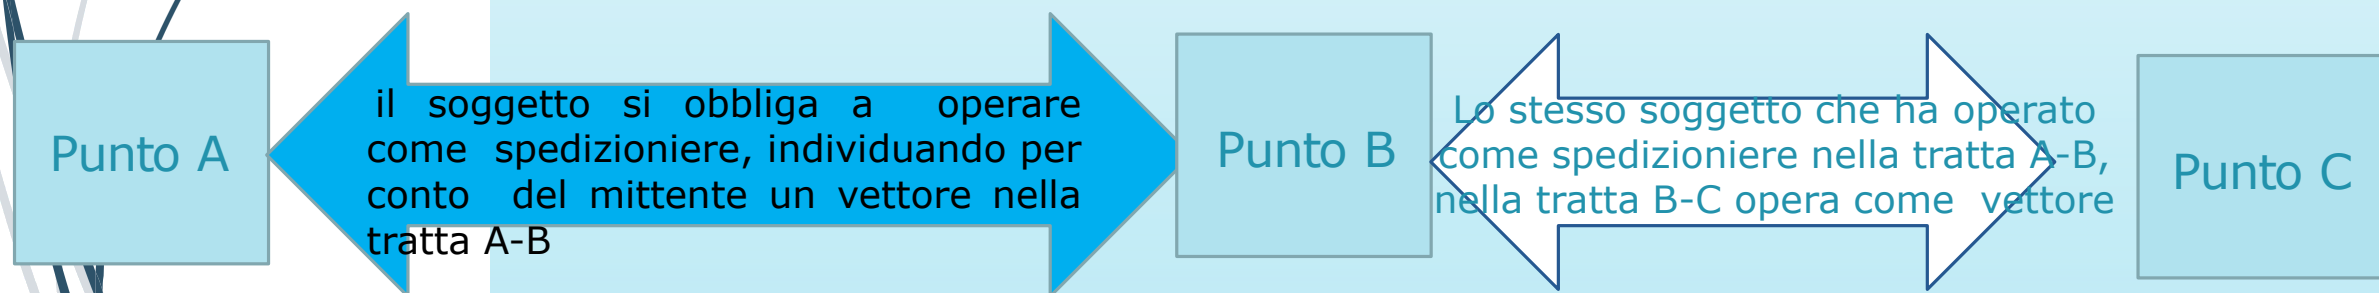 Punto A
il soggetto si obbliga a operare
come spedizioniere, individuando per
conto del mittente un vettore nella
tratta A-B
Punto B
Lo stesso soggetto che ha operato
come spedizioniere nella tratta A-B,
nella tratta B-C opera come vettore
Punto C